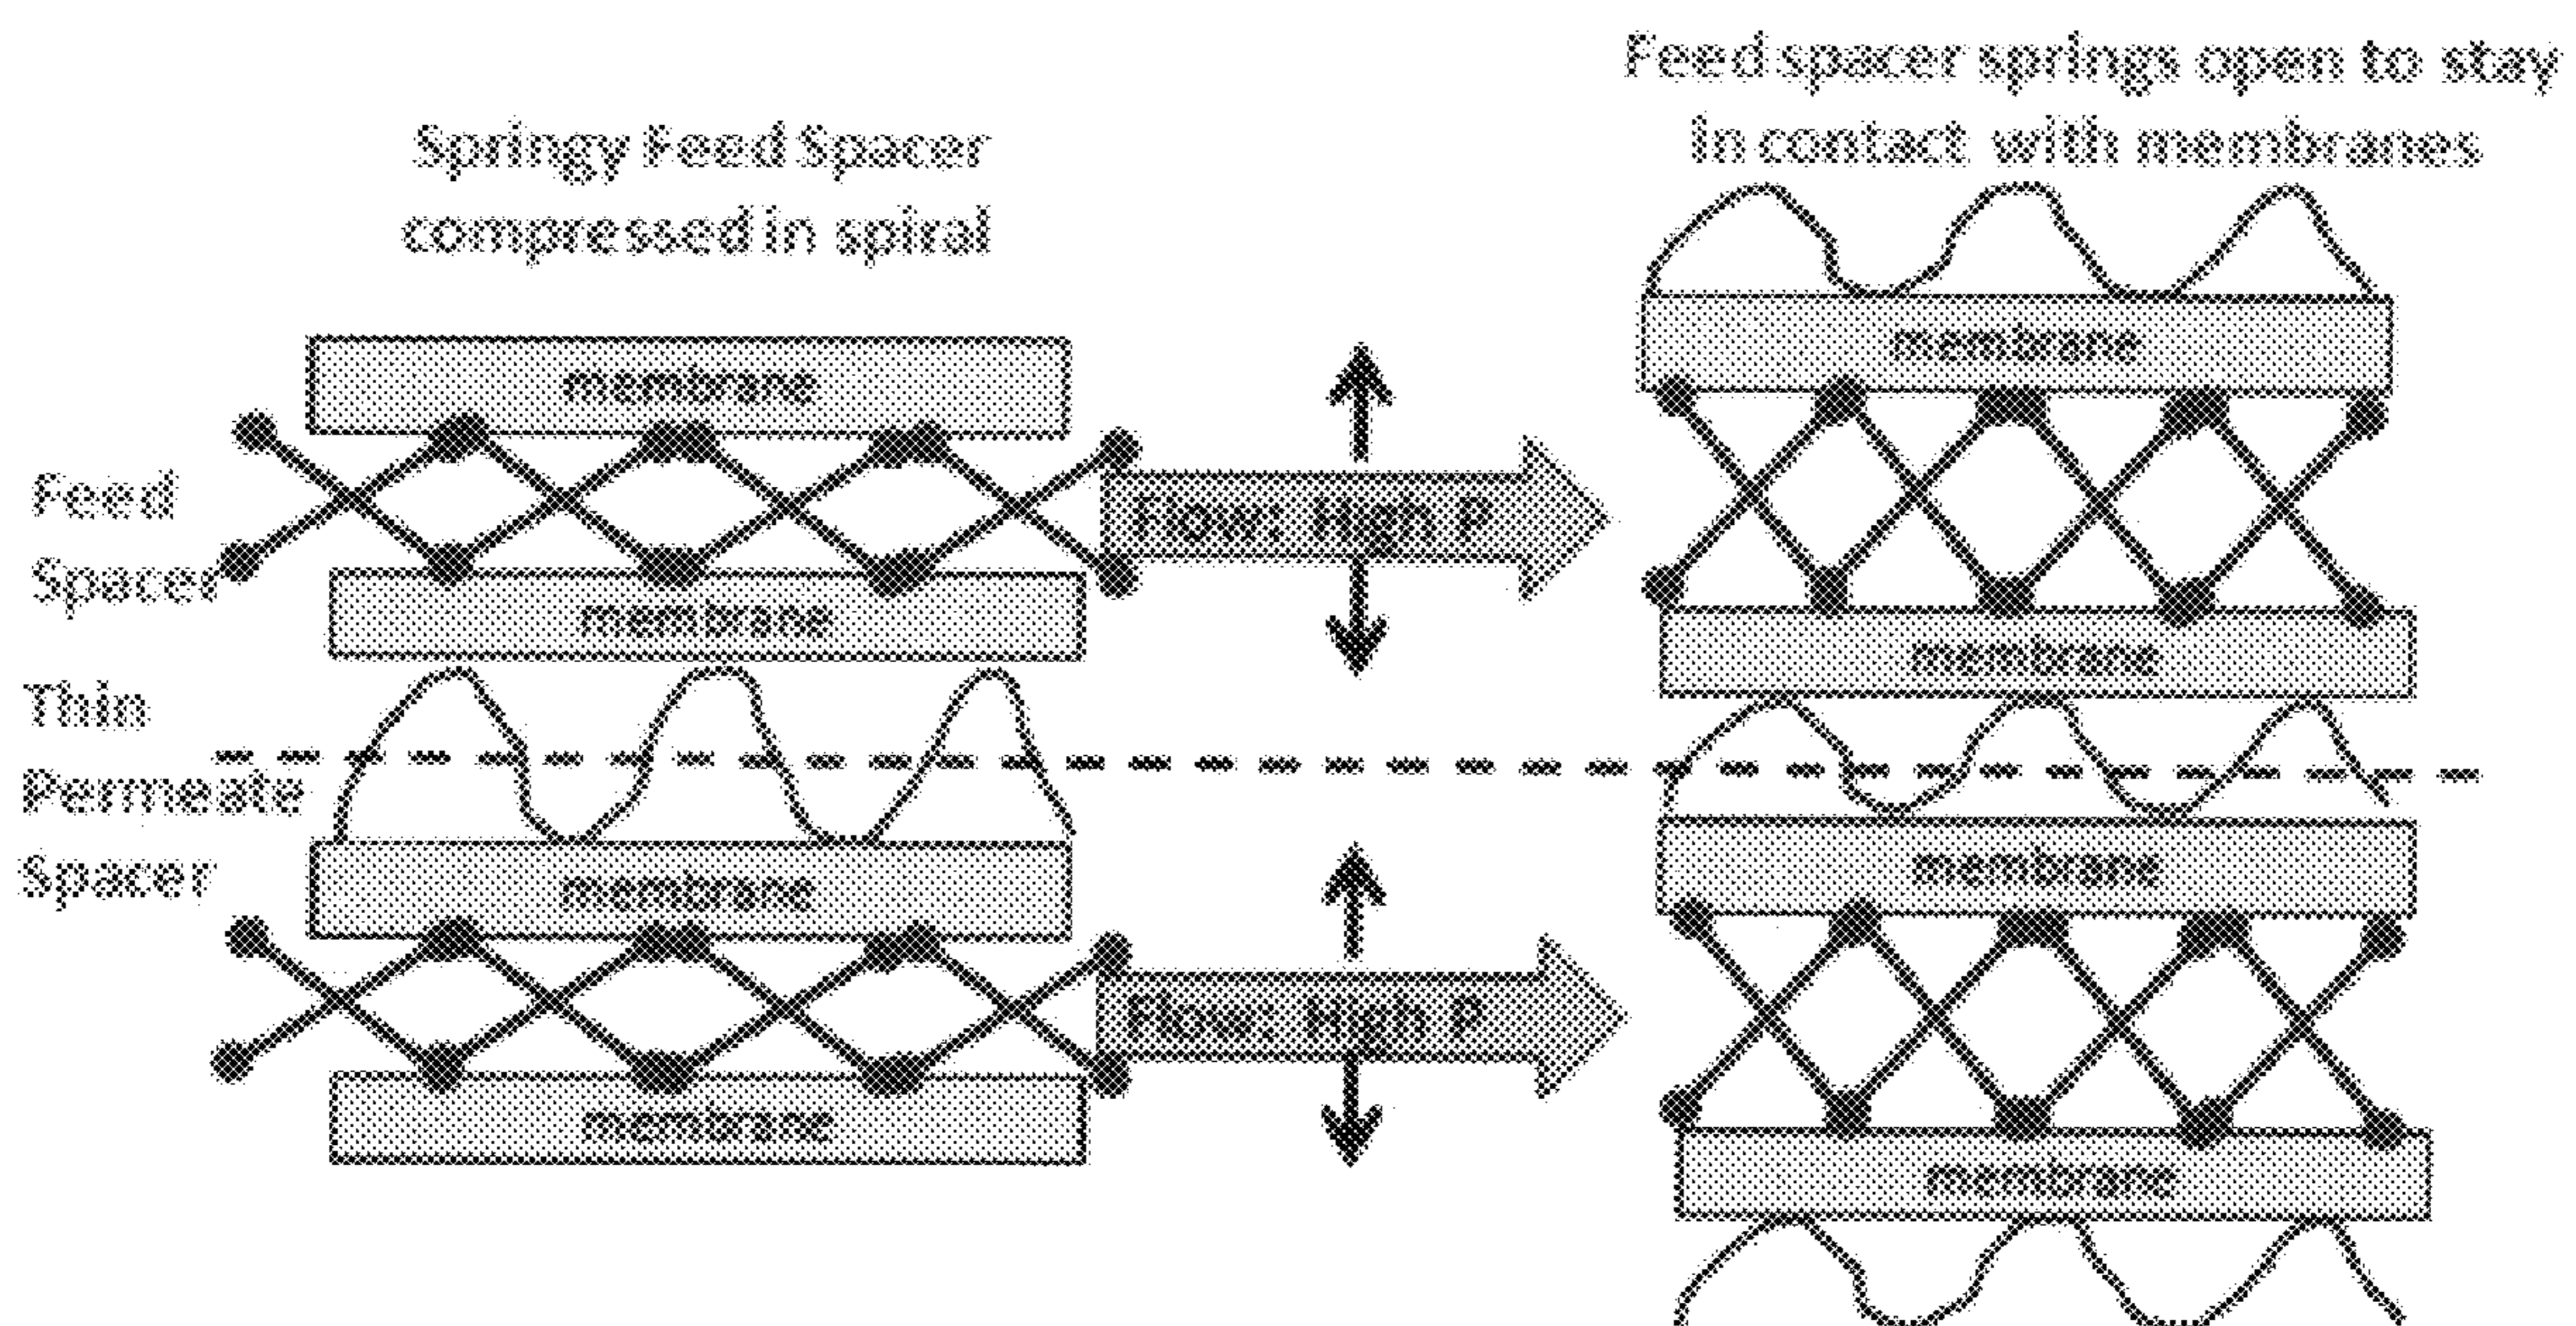 Feed spacer springs open to stay
in contact with membranes
Springy Feed Spacer
compressed in spiral
membrane
membrane
Feed
Spacer
Flow: High P
membrane
membrane
Thin
Permeate
Spacer
membrane
membrane
Flow: High P
membrane
membrane